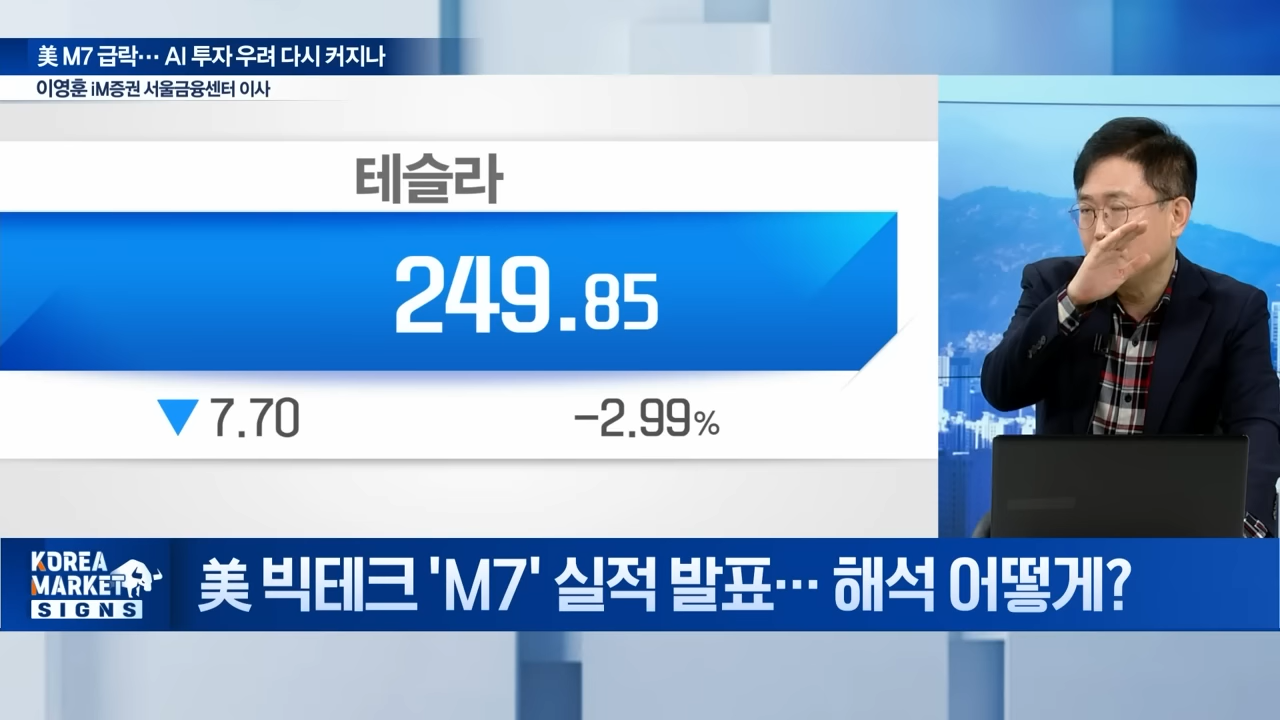 美 M7 급락… AI 투자 우려 다시 커지나
이영훈 iM증권 서울금융센터 이사
테슬라
249.85
▼ 7.70
-2.99%
KOREA
MARKET
SIGNS
美 빅테크 'M7' 실적 발표… 해석 어떻게?